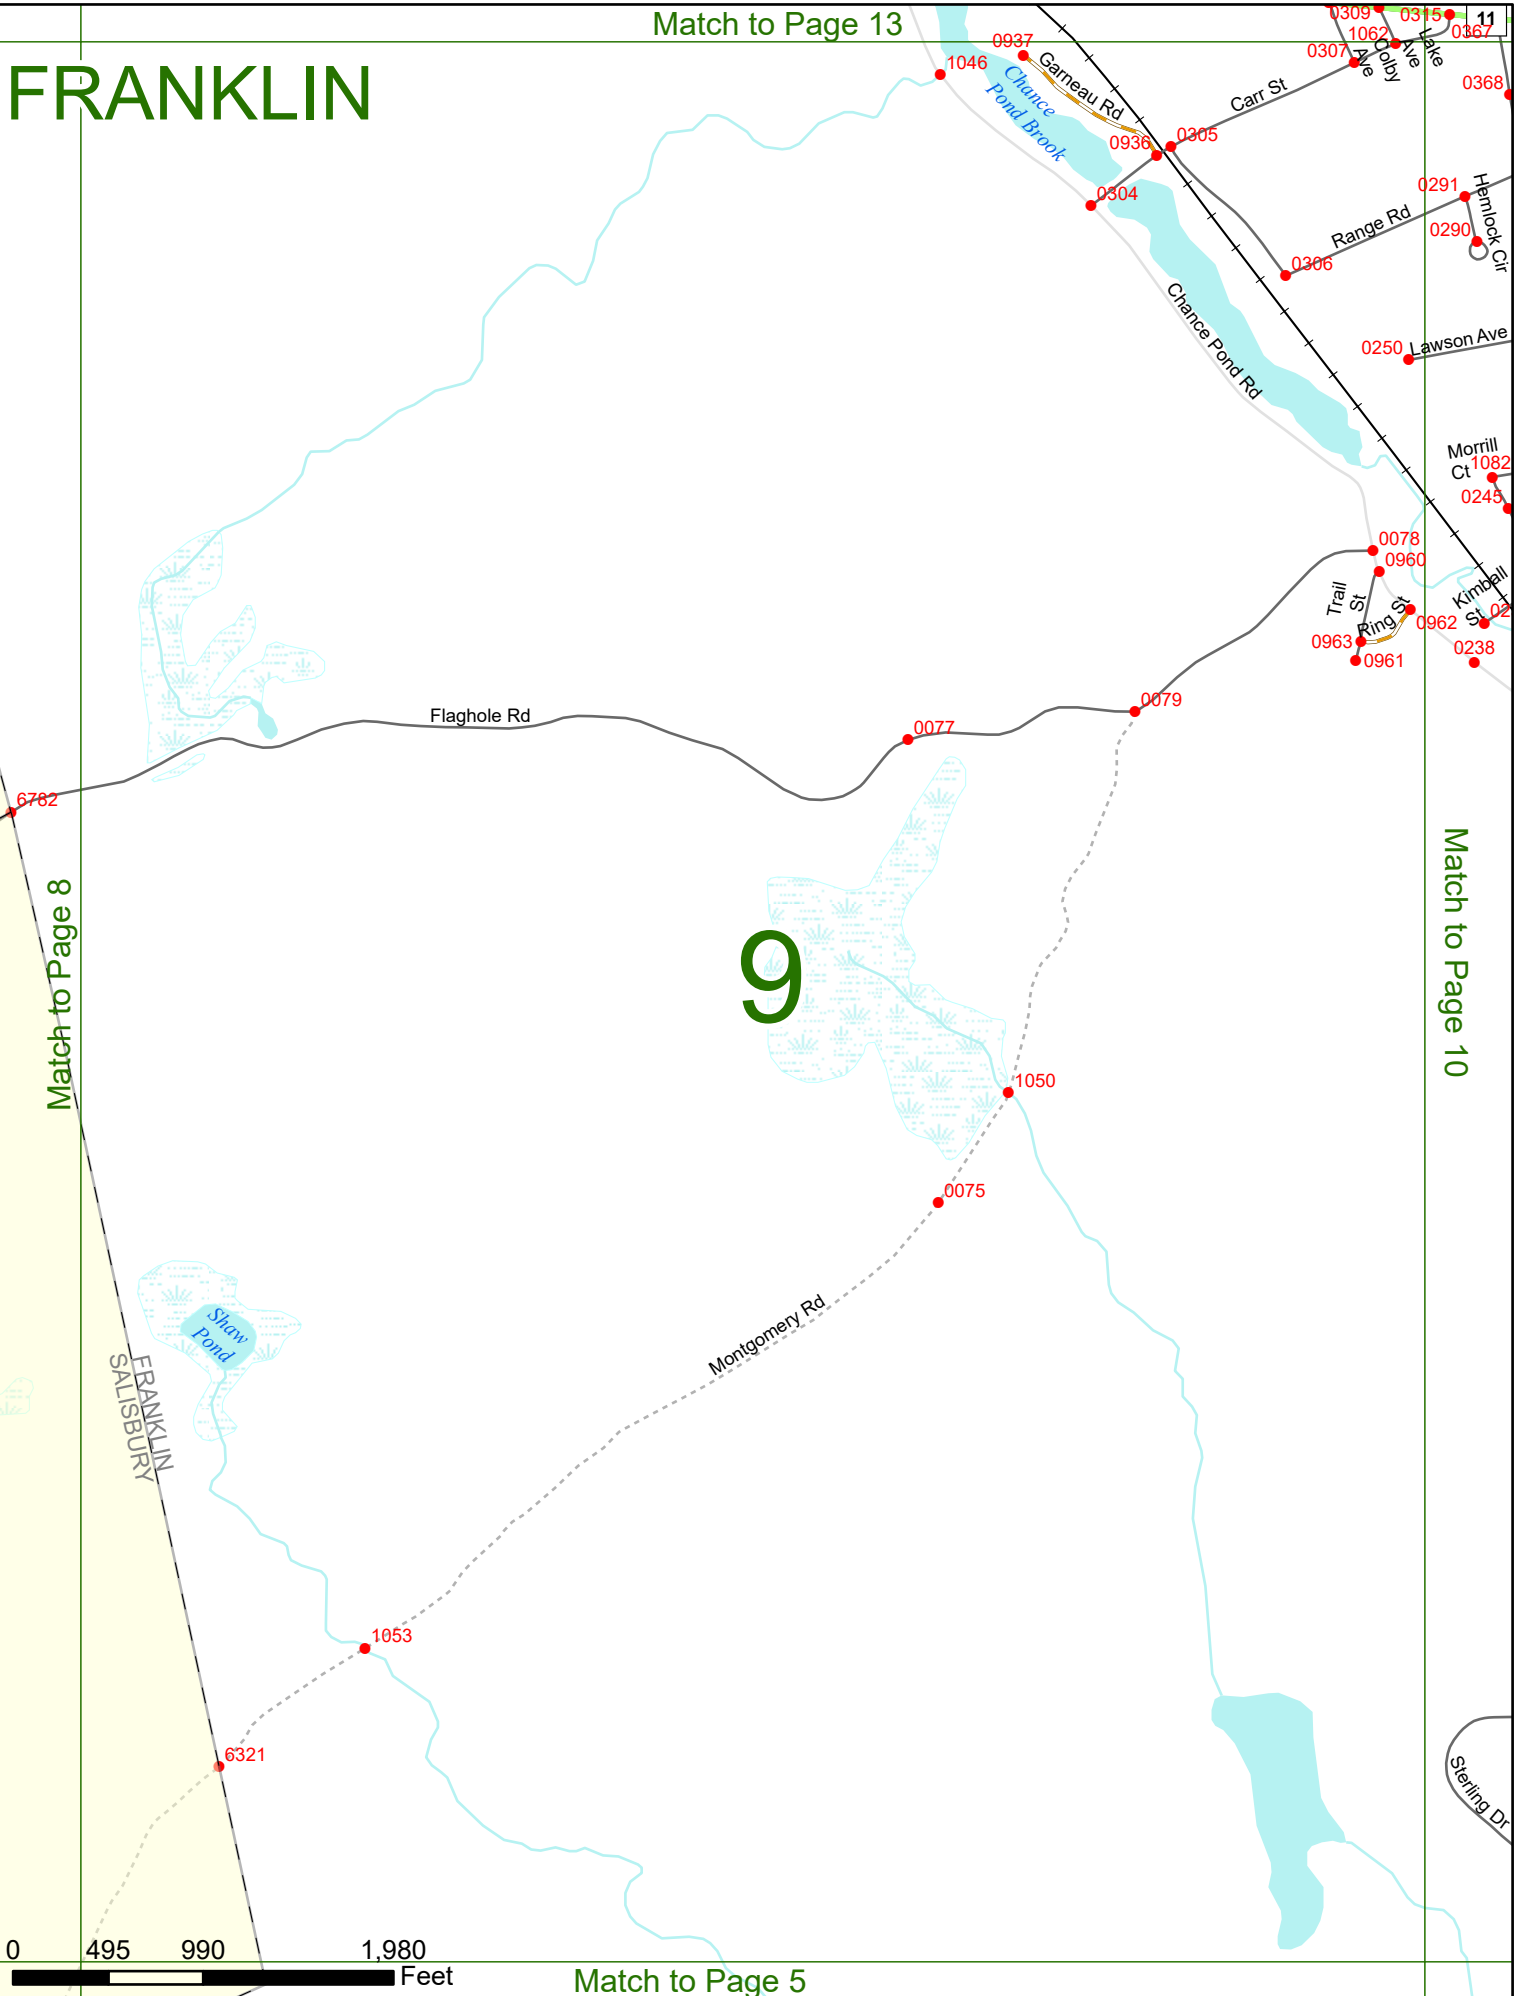 Match to Page 13
11
0309
0315
0367
1062
Colby
Ave
Lake
Ave
0307
FRANKLIN
0937
1046
Garneau Rd
Chance
Pond Brook
Carr St
0368
0305
0936
0304
0291
Hemlock Cir
Range Rd
0290
0306
Chance Pond Rd
0250
Lawson Ave
Morrill
Ct
1082
0245
0078
0960
Trail
St
Ring St
Kimball
St
02
0962
0963
0961
0238
0079
Flaghole Rd
0077
6782
Match to Page 8
Match to Page 10
9
1050
0075
Montgomery Rd
Shaw
Pond
FRANKLIN
SALISBURY
1053
6321
Sterling Dr
0 495 990 1,980
Feet
Match to Page 5